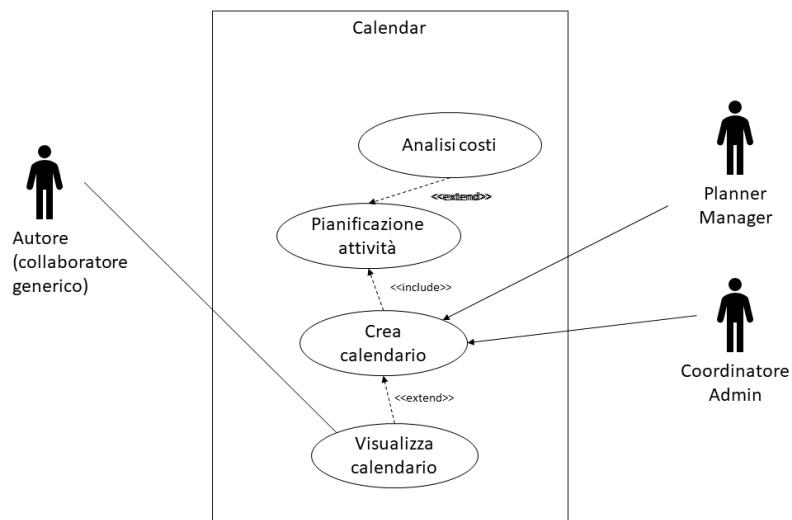 Calendar
Analisi costi
<<extend>>
Pianificazione
attività
<<include>>
Crea
calendario
<<extend>>
Visualizza
calendario
Autore
(collaboratore
generico)
Planner
Manager
Coordinatore
Admin